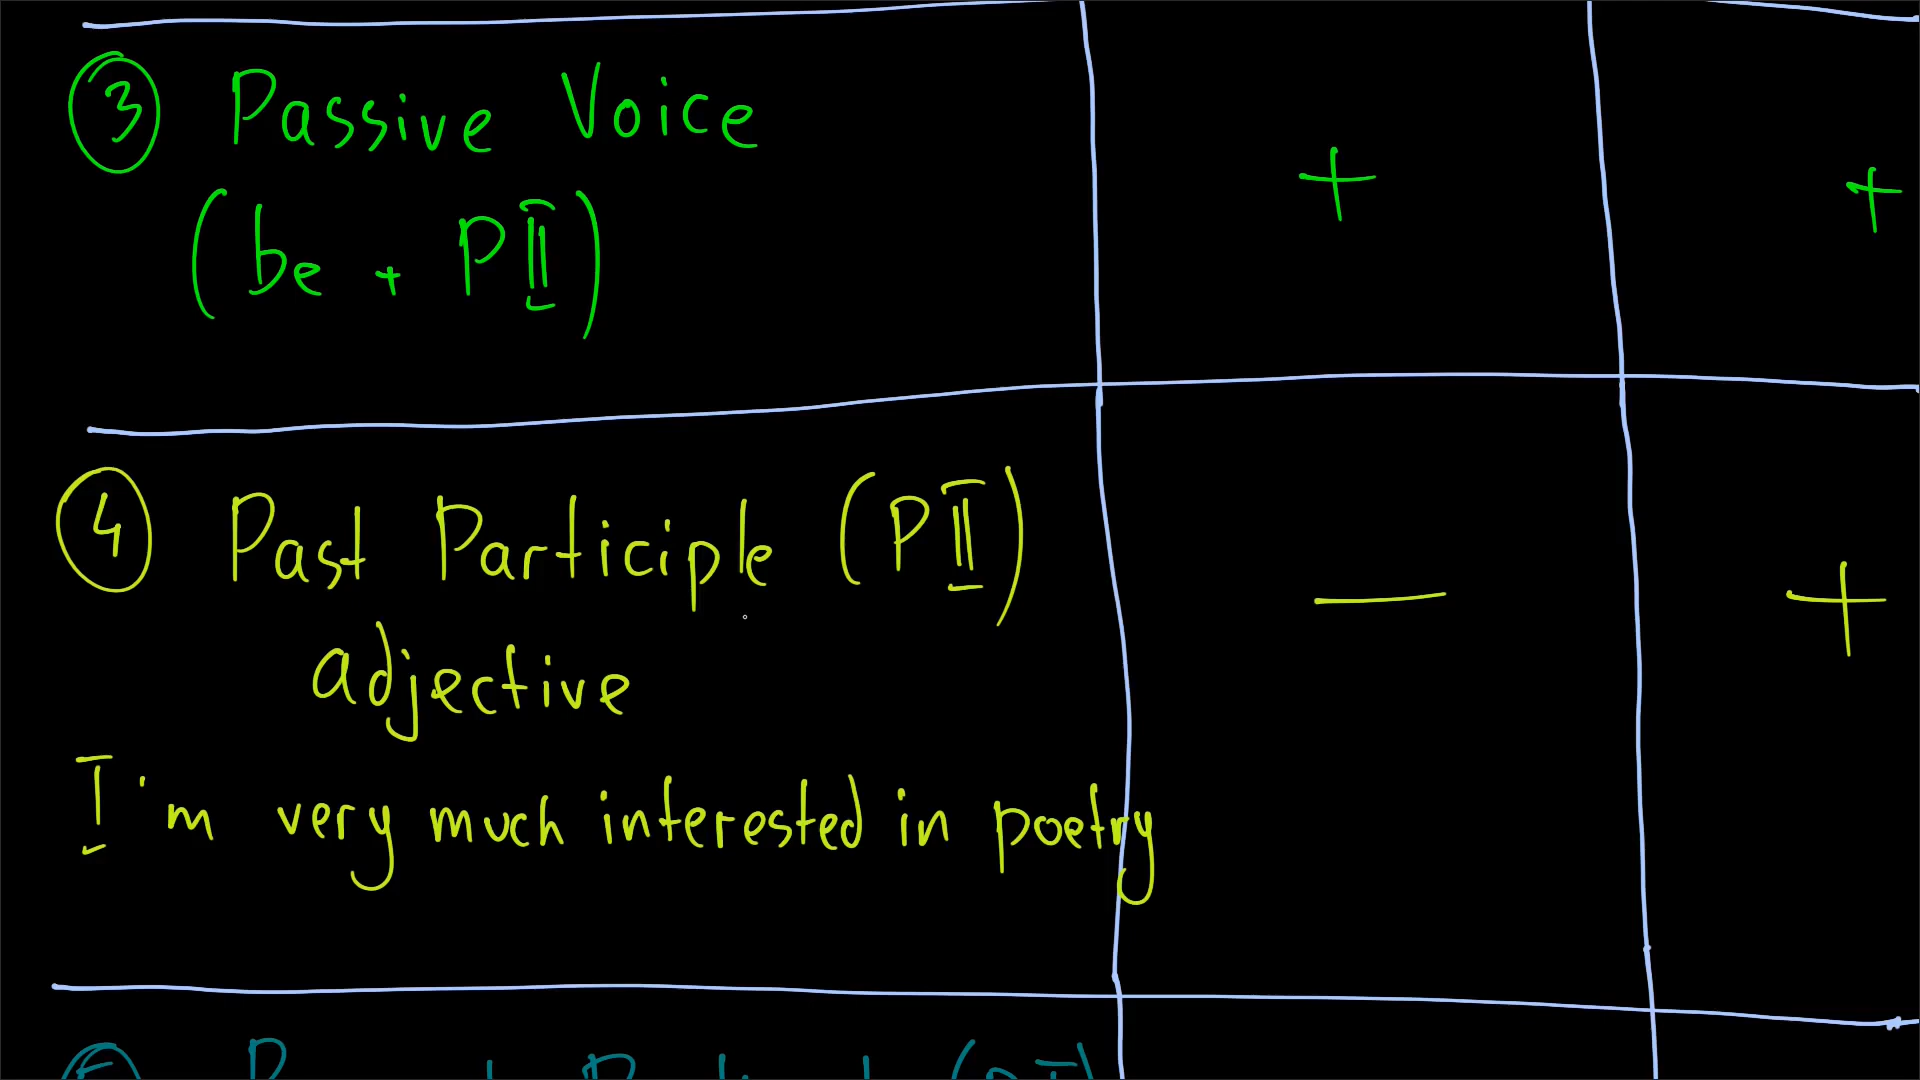 3 Passive Voice + +
(be + PII)
4 Past Participle (PII) — +
adjective
I'm very much interested in poetry